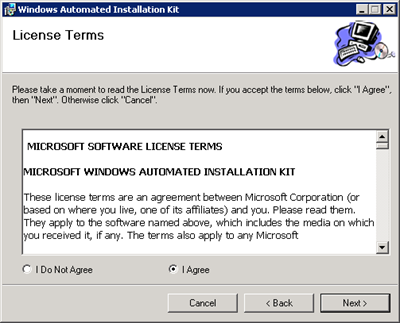 Windows Automated Installation Kit
License Terms
Please take a moment to read the License Terms now. If you accept the terms below, click "I Agree",
then "Next". Otherwise click "Cancel".
MICROSOFT SOFTWARE LICENSE TERMS
MICROSOFT WINDOWS AUTOMATED INSTALLATION KIT
These license terms are an agreement between Microsoft Corporation (or
based on where you live, one of its affiliates) and you. Please read them.
They apply to the software named above, which includes the media on which
you received it, if any. The terms also apply to any Microsoft
I Do Not Agree I Agree
Cancel < Back Next >